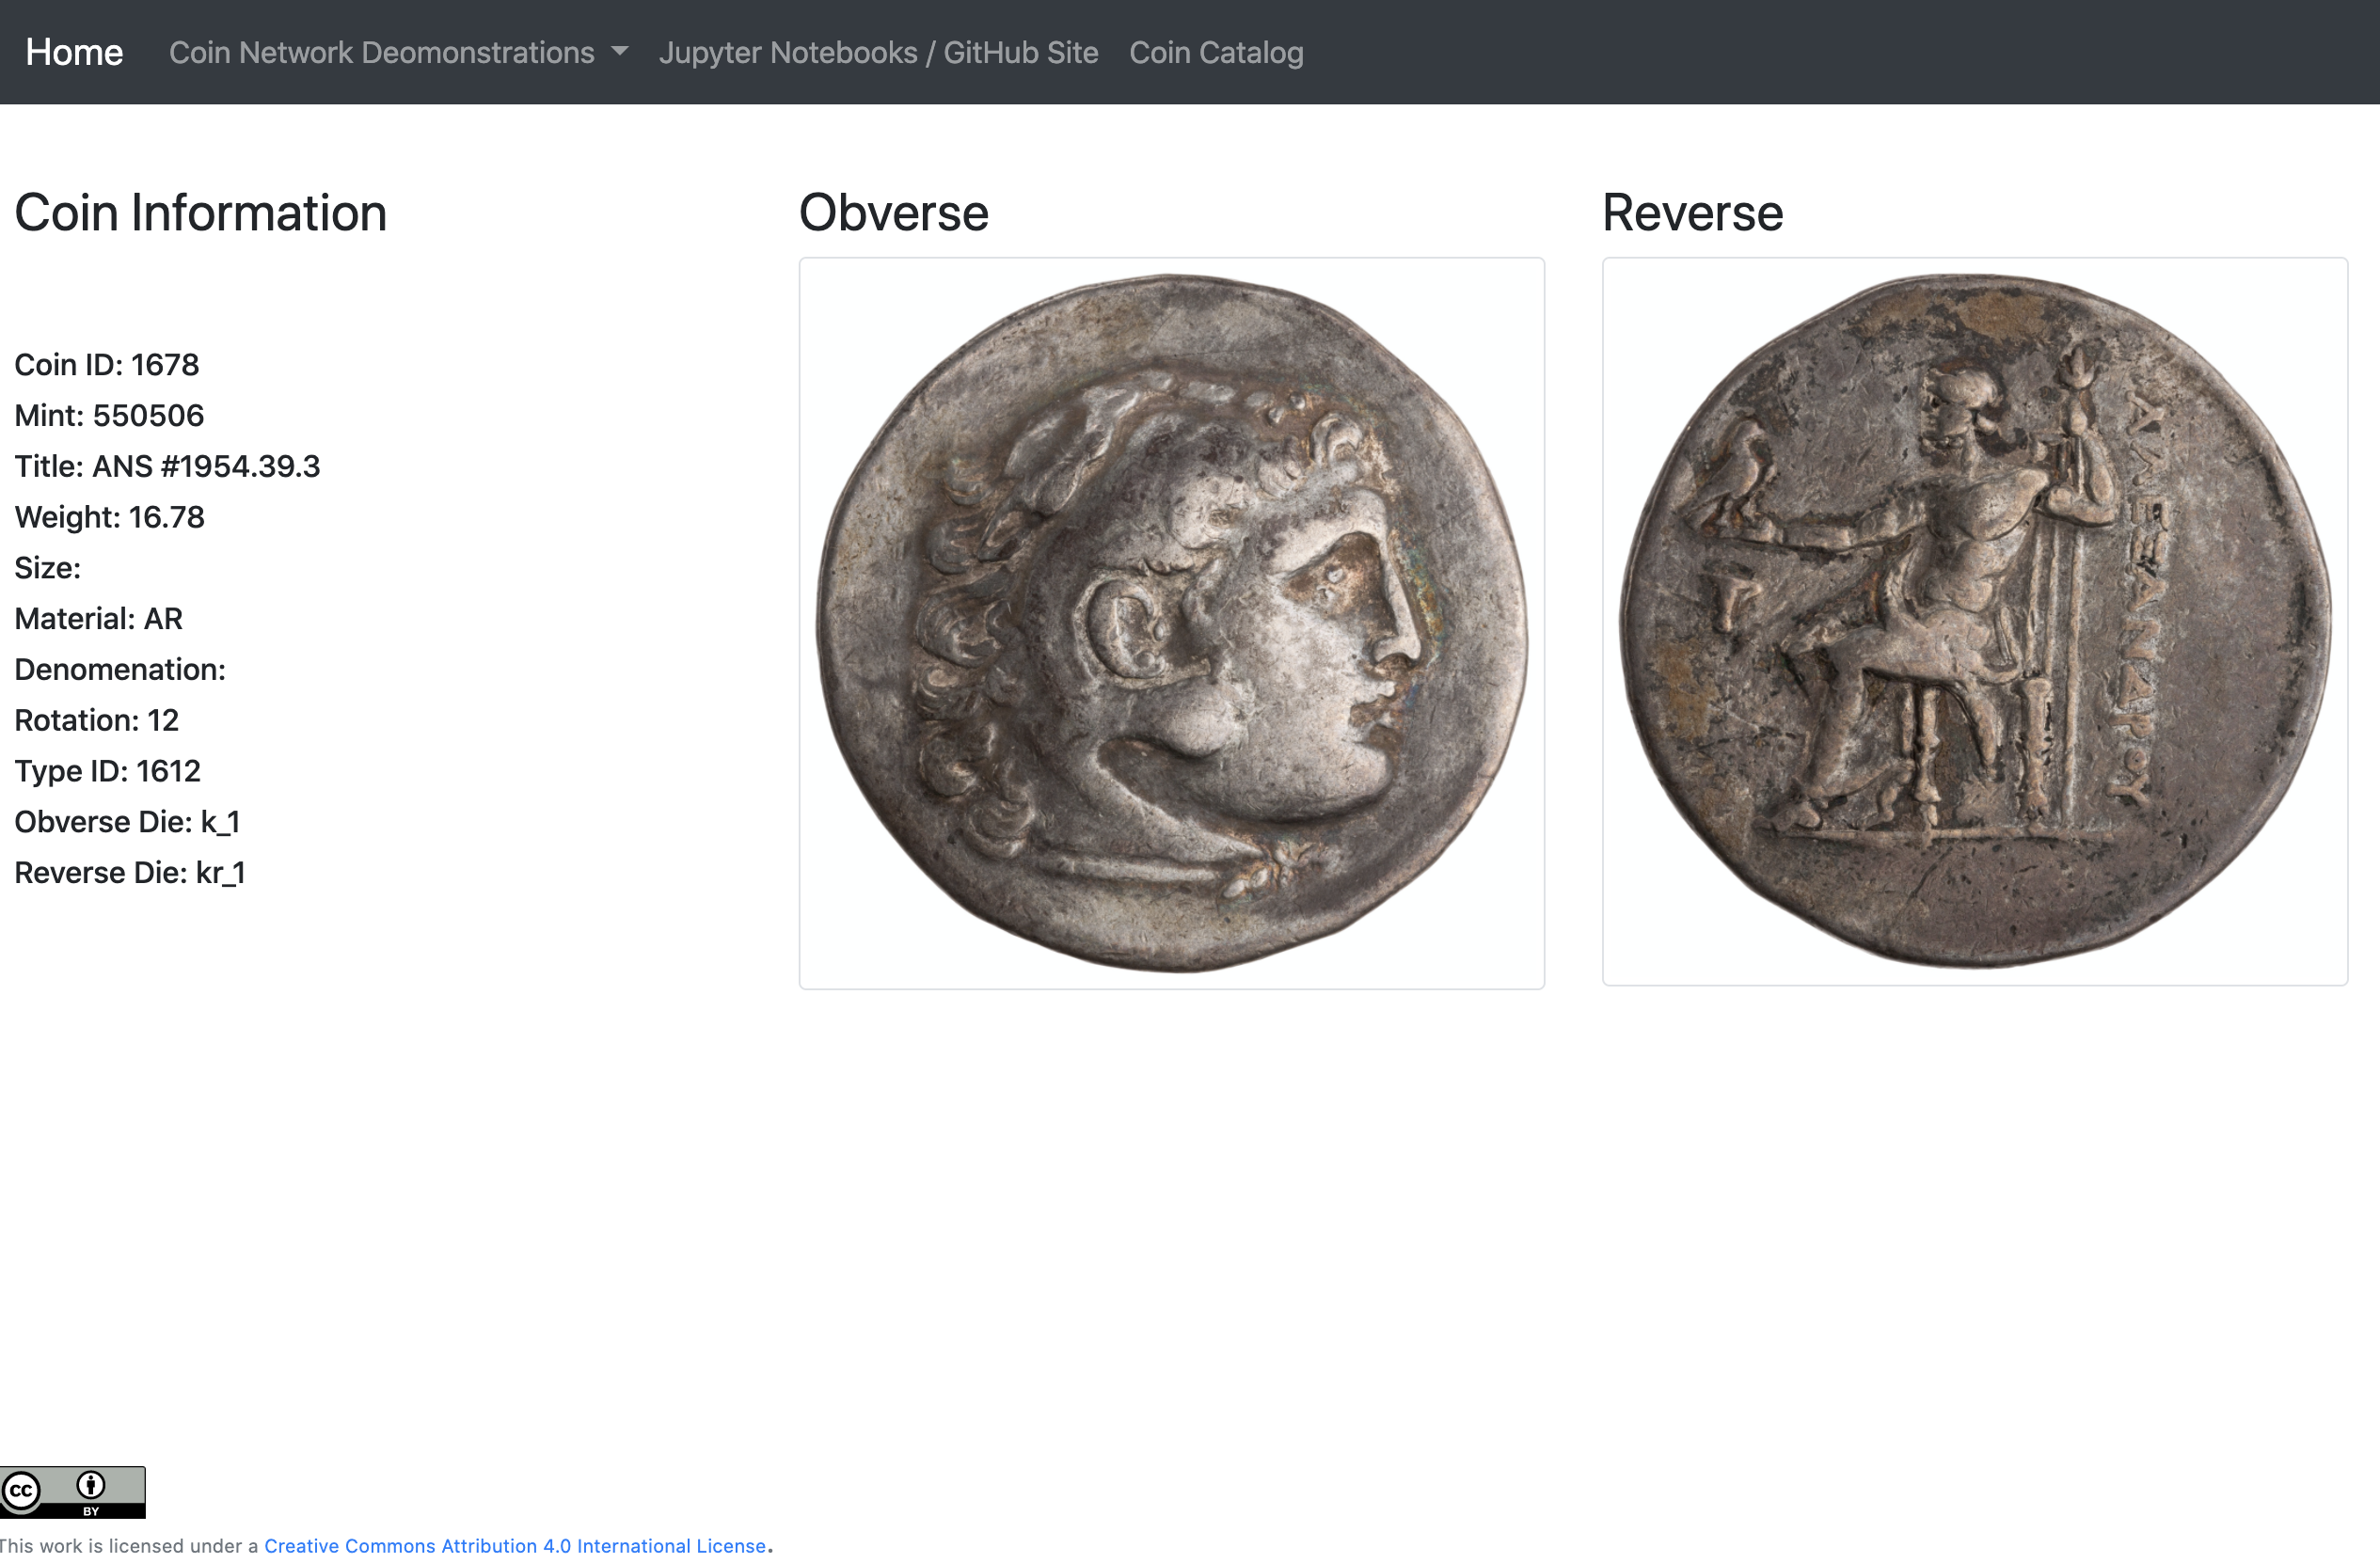 Home Coin Network Deomonstrations Jupyter Notebooks / GitHub Site Coin Catalog
Coin Information
Coin ID: 1678
Mint: 550506
Title: ANS #1954.39.3
Weight: 16.78
Size:
Material: AR
Denomenation:
Rotation: 12
Type ID: 1612
Obverse Die: k_1
Reverse Die: kr_1
Obverse
Reverse
ΑΛΕΞΑΝΔΡΟΥ
cc
BY
This work is licensed under a Creative Commons Attribution 4.0 International License.